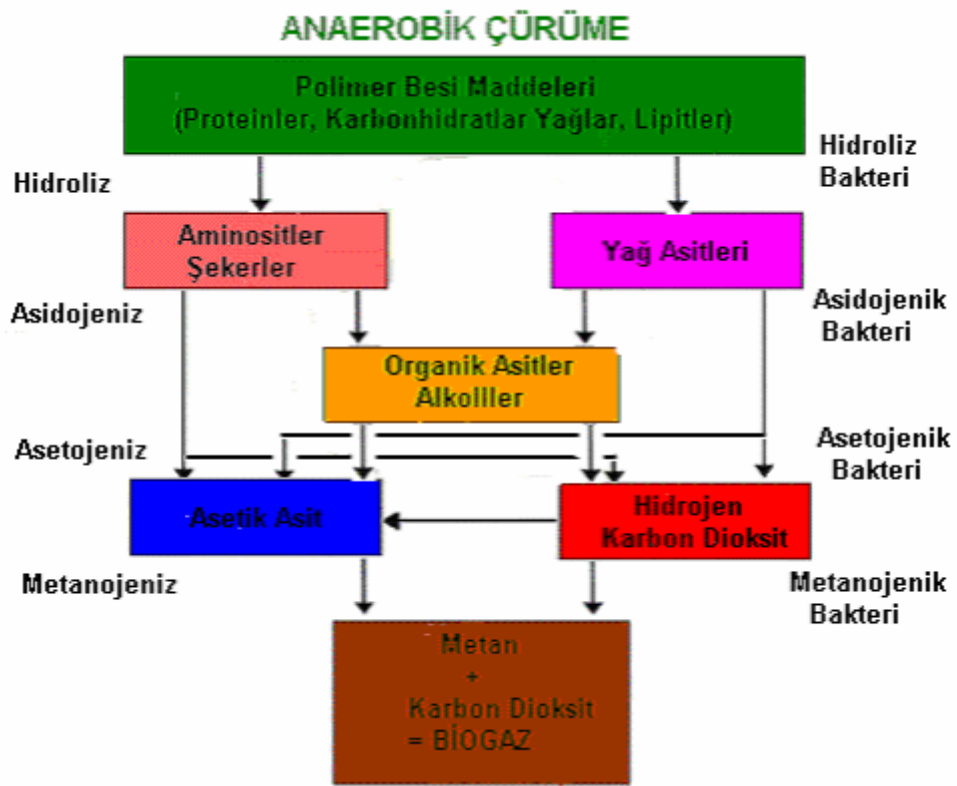 ANAEROBİK ÇÜRÜME
Polimer Besi Maddeleri
(Proteinler, Karbonhidratlar Yağlar, Lipitler)
Hidroliz
Hidroliz
Bakteri
Aminositler
Şekerler
Yağ Asitleri
Asidojeniz
Asidojenik
Bakteri
Organik Asitler
Alkolller
Asetojeniz
Asetojenik
Bakteri
Asetik Asit
Hidrojen
Karbon Dioksit
Metanojeniz
Metanojenik
Bakteri
Metan
+
Karbon Dioksit
= BİOGAZ